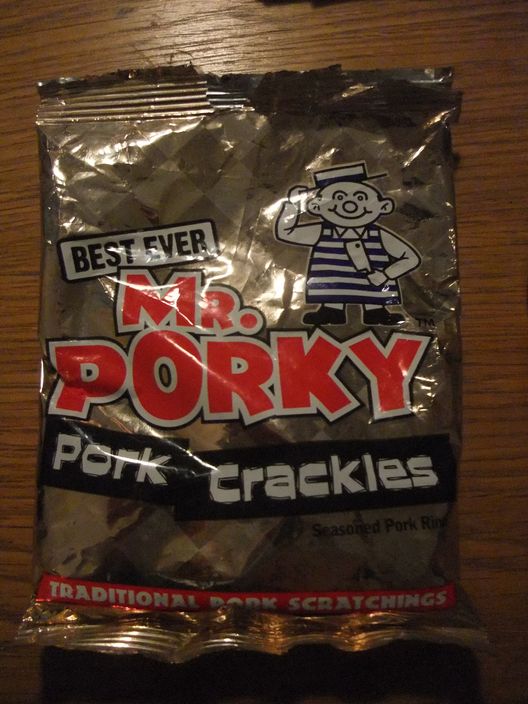 BEST EVER
MR.
PORKY
TM
Pork Crackles
Seasoned Pork Rind
TRADITIONAL PORK SCRATCHINGS